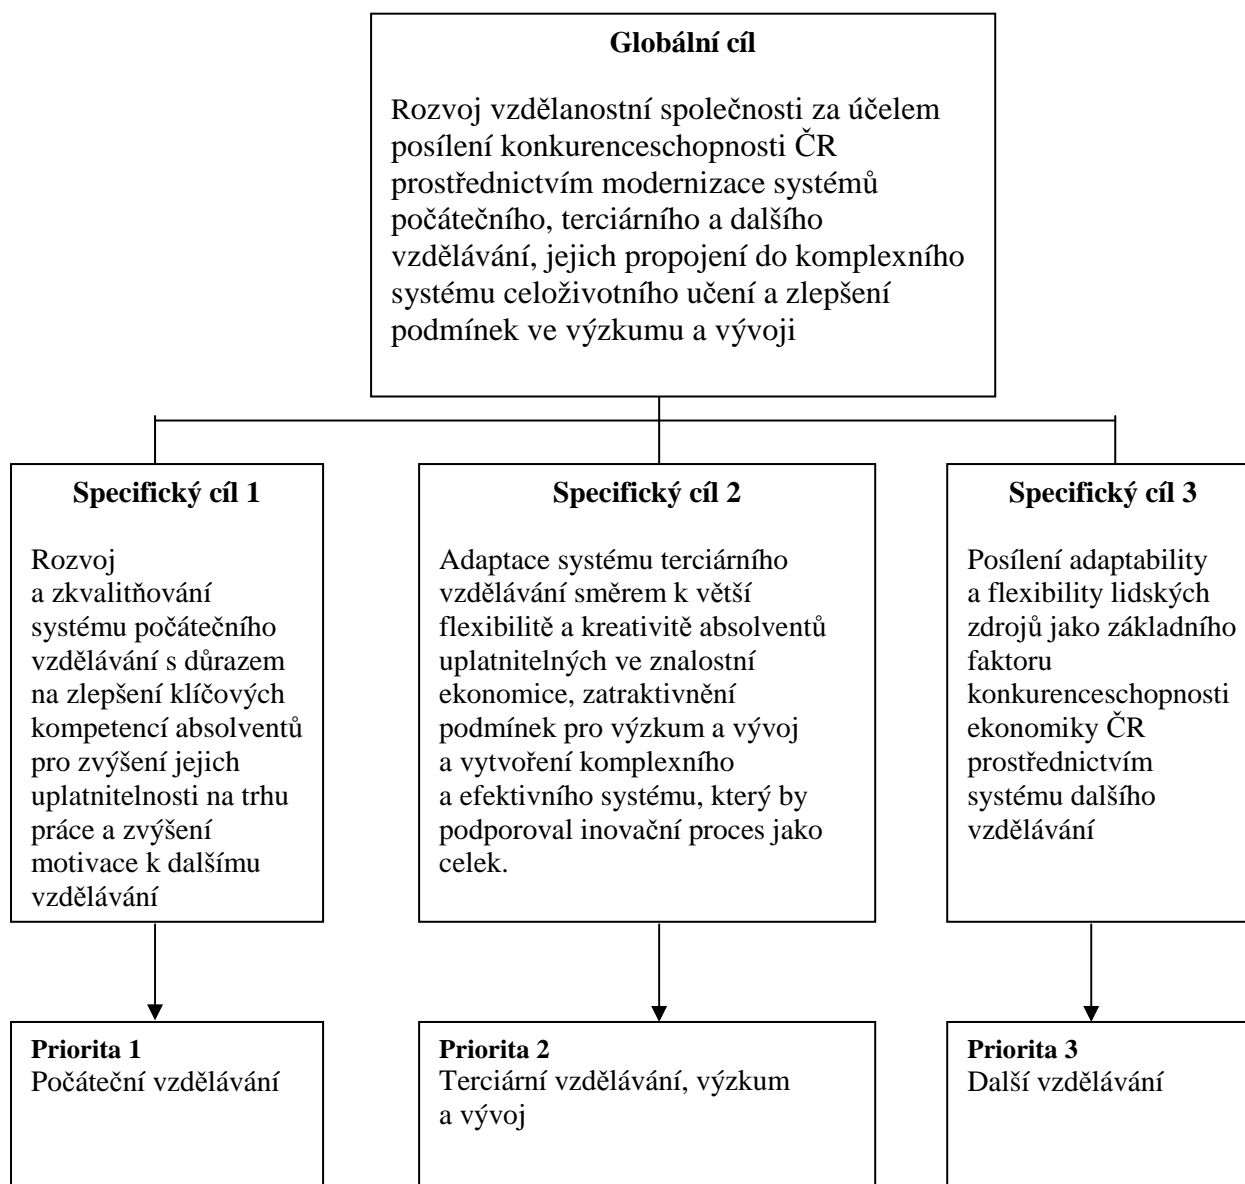 Globální cíl
Rozvoj vzdělanostní společnosti za účelem
posílení konkurenceschopnosti ČR
prostřednictvím modernizace systémů
počátečního, terciárního a dalšího
vzdělávání, jejich propojení do komplexního
systému celoživotního učení a zlepšení
podmínek ve výzkumu a vývoji
Specifický cíl 1
Rozvoj
a zkvalitňování
systému počátečního
vzdělávání s důrazem
na zlepšení klíčových
kompetencí absolventů
pro zvýšení jejich
uplatnitelnosti na trhu
práce a zvýšení
motivace k dalšímu
vzdělávání
Specifický cíl 2
Adaptace systému terciárního
vzdělávání směrem k větší
flexibilitě a kreativitě absolventů
uplatnitelných ve znalostní
ekonomice, zatraktivnění
podmínek pro výzkum a vývoj
a vytvoření komplexního
a efektivního systému, který by
podporoval inovační proces jako
celek.
Specifický cíl 3
Posílení adaptability
a flexibility lidských
zdrojů jako základního
faktoru
konkurenceschopnosti
ekonomiky ČR
prostřednictvím
systému dalšího
vzdělávání
Priorita 1
Počáteční vzdělávání
Priorita 2
Terciární vzdělávání, výzkum
a vývoj
Priorita 3
Další vzdělávání